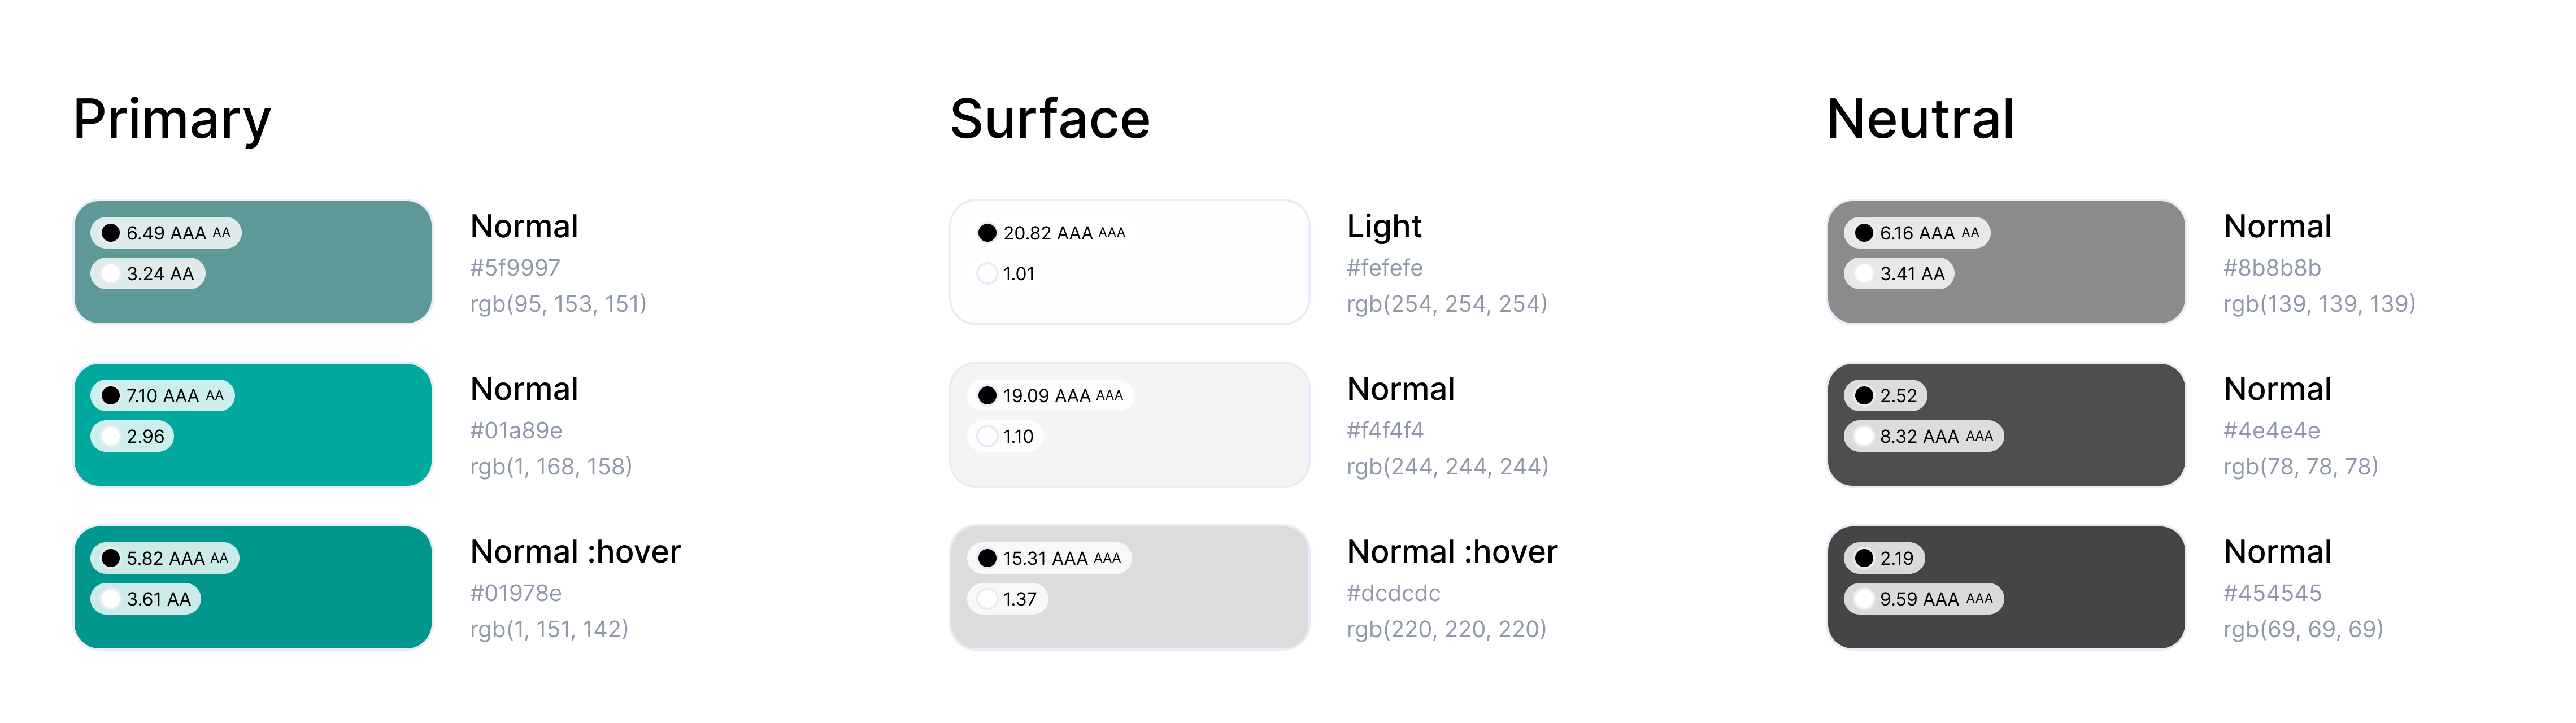 Primary
6.49 AAA AA
3.24 AA
Normal
#5f9997
rgb(95, 153, 151)
7.10 AAA AA
2.96
Normal
#01a89e
rgb(1, 168, 158)
5.82 AAA AA
3.61 AA
Normal :hover
#01978e
rgb(1, 151, 142)
Surface
20.82 AAA AAA
1.01
Light
#fefefe
rgb(254, 254, 254)
19.09 AAA AAA
1.10
Normal
#f4f4f4
rgb(244, 244, 244)
15.31 AAA AAA
1.37
Normal :hover
#dcdcdc
rgb(220, 220, 220)
Neutral
6.16 AAA AA
3.41 AA
Normal
#8b8b8b
rgb(139, 139, 139)
2.52
8.32 AAA AAA
Normal
#4e4e4e
rgb(78, 78, 78)
2.19
9.59 AAA AAA
Normal
#454545
rgb(69, 69, 69)